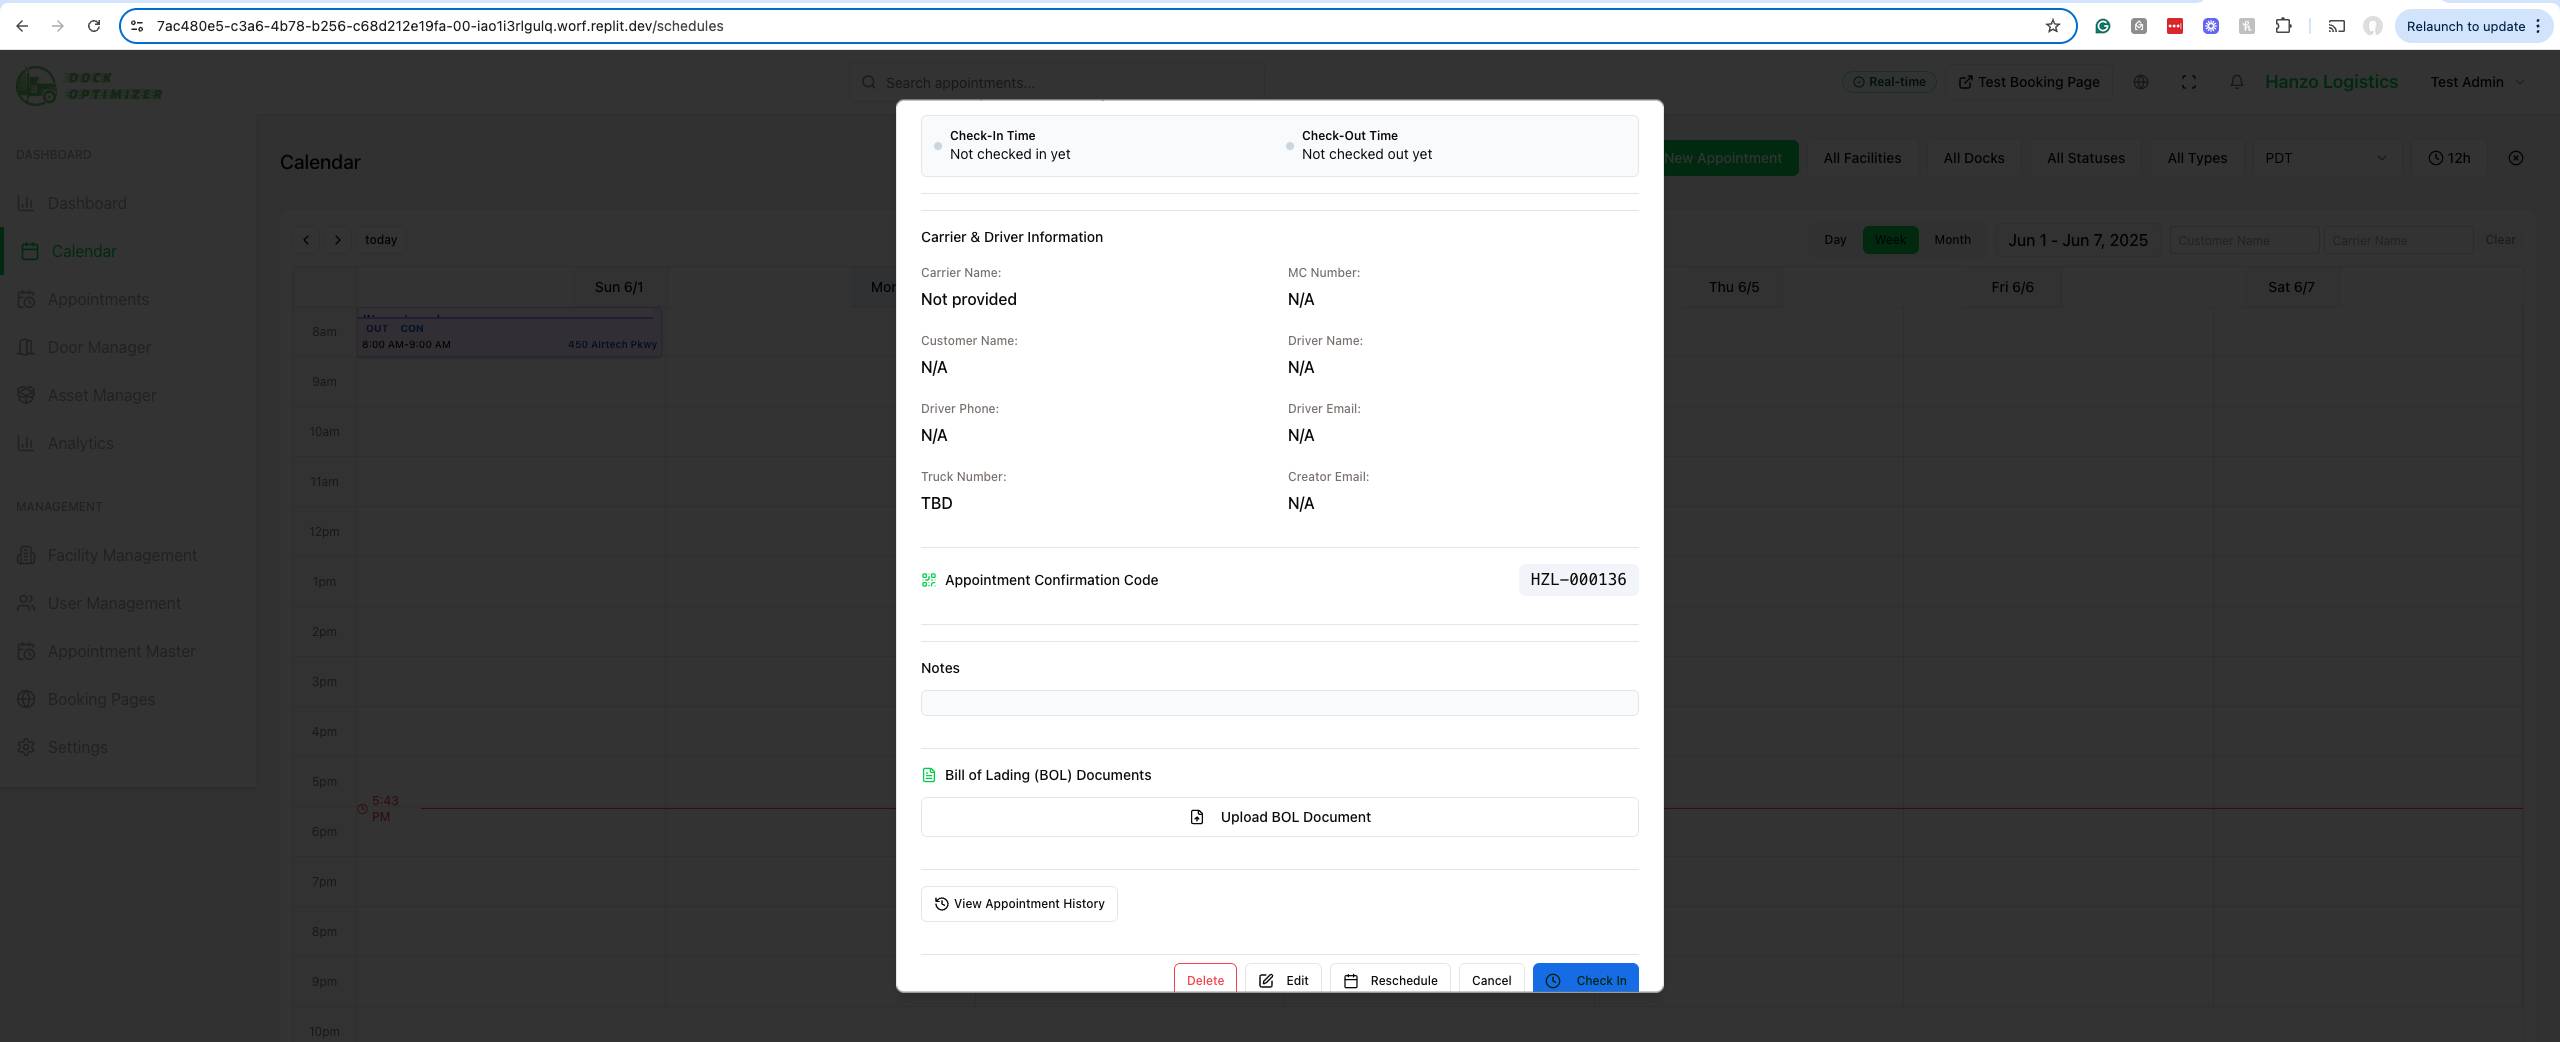 7ac480e5-c3a6-4b78-b256-c68d212e19fa-00-iao1i3rlgulq.worf.replit.dev/schedules
Relaunch to update
DOCK
OPTIMIZER
Search appointments...
Real-time
Test Booking Page
Hanzo Logistics
Test Admin
DASHBOARD
Dashboard
Calendar
Appointments
Door Manager
Asset Manager
Analytics
MANAGEMENT
Facility Management
User Management
Appointment Master
Booking Pages
Settings
Calendar
New Appointment
All Facilities
All Docks
All Statuses
All Types
PDT
12h
today
Day
Week
Month
Jun 1 - Jun 7, 2025
Customer Name
Carrier Name
Clear
Sun 6/1
Mon
Thu 6/5
Fri 6/6
Sat 6/7
8am
OUT CON
8:00 AM-9:00 AM
450 Airtech Pkwy
9am
10am
11am
12pm
1pm
2pm
3pm
4pm
5pm
5:43
PM
6pm
7pm
8pm
9pm
10pm
Check-In Time
Not checked in yet
Check-Out Time
Not checked out yet
Carrier & Driver Information
Carrier Name:
Not provided
MC Number:
N/A
Customer Name:
N/A
Driver Name:
N/A
Driver Phone:
N/A
Driver Email:
N/A
Truck Number:
TBD
Creator Email:
N/A
Appointment Confirmation Code
HZL-000136
Notes
Bill of Lading (BOL) Documents
Upload BOL Document
View Appointment History
Delete
Edit
Reschedule
Cancel
Check In